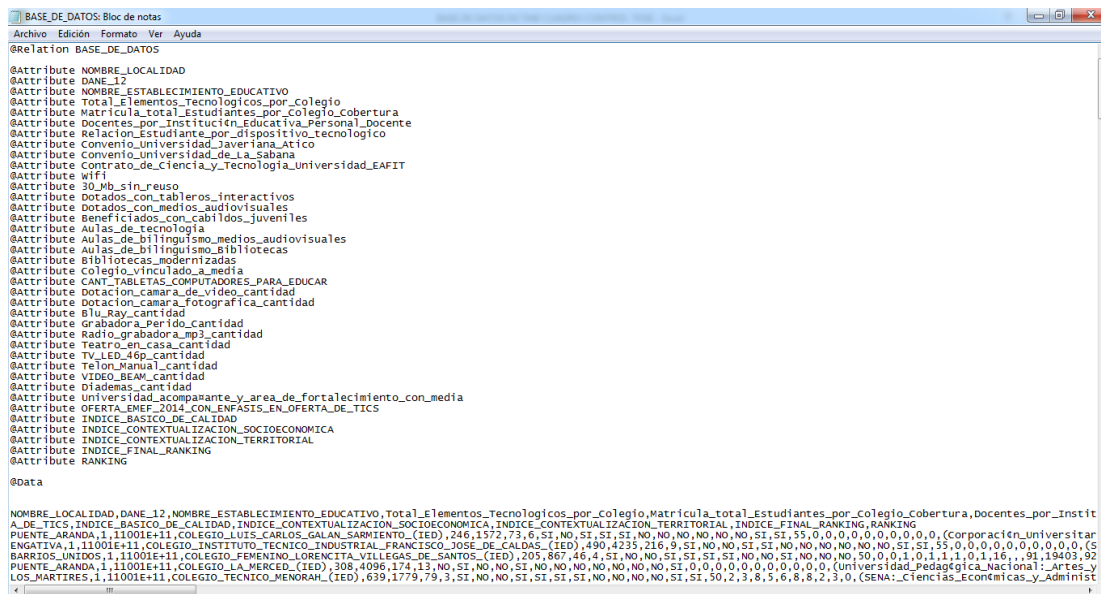 BASE_DE_DATOS: Bloc de notas
Archivo Edición Formato Ver Ayuda
@Relation BASE_DE_DATOS
@Attribute NOMBRE_LOCALIDAD
@Attribute DANE_12
@Attribute NOMBRE_ESTABLECIMIENTO_EDUCATIVO
@Attribute Total_Elementos_Tecnologicos_por_Colegio
@Attribute Matricula_total_Estudiantes_por_Colegio_Cobertura
@Attribute Docentes_por_Instituci¢n_Educativa_Personal_Docente
@Attribute Relacion_Estudiante_por_dispositivo_tecnologico
@Attribute Convenio_Universidad_Javeriana_Atico
@Attribute Convenio_Universidad_de_La_Sabana
@Attribute Contrato_de_Ciencia_y_Tecnologia_Universidad_EAFIT
@Attribute Wifi
@Attribute 30_Mb_sin_reuso
@Attribute Dotados_con_tableros_interactivos
@Attribute Dotados_con_medios_audiovisuales
@Attribute Beneficiados_con_cabildos_juveniles
@Attribute Aulas_de_tecnologia
@Attribute Aulas_de_bilinguismo_medios_audiovisuales
@Attribute Aulas_de_bilinguismo_Bibliotecas
@Attribute Bibliotecas_modernizadas
@Attribute Colegio_vinculado_a_media
@Attribute CANT_TABLETAS_COMPUTADORES_PARA_EDUCAR
@Attribute Dotacion_camara_de_video_cantidad
@Attribute Dotacion_camara_fotografica_cantidad
@Attribute Blu_Ray_cantidad
@Attribute Grabadora_Perido_Cantidad
@Attribute Radio_grabadora_mp3_cantidad
@Attribute Teatro_en_casa_cantidad
@Attribute TV_LED_46p_cantidad
@Attribute Telon_Manual_cantidad
@Attribute VIDEO_BEAM_cantidad
@Attribute Diademas_cantidad
@Attribute Universidad_acompa¤ante_y_area_de_fortalecimiento_con_media
@Attribute OFERTA_EMEF_2014_CON_ENFASIS_EN_OFERTA_DE_TICS
@Attribute INDICE_BASICO_DE_CALIDAD
@Attribute INDICE_CONTEXTUALIZACION_SOCIOECONOMICA
@Attribute INDICE_CONTEXTUALIZACION_TERRITORIAL
@Attribute INDICE_FINAL_RANKING
@Attribute RANKING
@Data
NOMBRE_LOCALIDAD,DANE_12,NOMBRE_ESTABLECIMIENTO_EDUCATIVO,Total_Elementos_Tecnologicos_por_Colegio,Matricula_total_Estudiantes_por_Colegio_Cobertura,Docentes_por_Instit
A_DE_TICS,INDICE_BASICO_DE_CALIDAD,INDICE_CONTEXTUALIZACION_SOCIOECONOMICA,INDICE_CONTEXTUALIZACION_TERRITORIAL,INDICE_FINAL_RANKING,RANKING
PUENTE_ARANDA,1,11001E+11,COLEGIO_LUIS_CARLOS_GALAN_SARMIENTO_(IED),246,1572,73,6,SI,NO,SI,SI,SI,NO,NO,NO,NO,NO,NO,SI,SI,55,0,0,0,0,0,0,0,0,0,0,(Corporaci¢n_Universitar
ENGATIVA,1,11001E+11,COLEGIO_INSTITUTO_TECNICO_INDUSTRIAL_FRANCISCO_JOSE_DE_CALDAS_(IED),490,4235,216,9,SI,NO,NO,SI,SI,NO,NO,NO,NO,NO,NO,SI,SI,55,0,0,0,0,0,0,0,0,0,0,(S
BARRIOS_UNIDOS,1,11001E+11,COLEGIO_FEMENINO_LORENCITA_VILLEGAS_DE_SANTOS_(IED),205,867,46,4,SI,NO,NO,SI,SI,SI,SI,NO,SI,NO,SI,NO,NO,NO,50,0,0,1,0,1,1,1,0,1,16,,,91,19403,92
PUENTE_ARANDA,1,11001E+11,COLEGIO_LA_MERCED_(IED),308,4096,174,13,NO,SI,NO,SI,NO,NO,SI,NO,NO,NO,NO,NO,SI,0,0,0,0,0,0,0,0,0,0,0,(Universidad_Pedag¢gica_Nacional:_Artes_y
LOS_MARTIRES,1,11001E+11,COLEGIO_TECNICO_MENORAH_(IED),639,1779,79,3,SI,NO,NO,SI,SI,SI,SI,NO,NO,NO,NO,NO,SI,SI,50,2,3,8,5,6,8,8,2,3,0,(SENA:_Ciencias_Econ¢micas_y_Administ